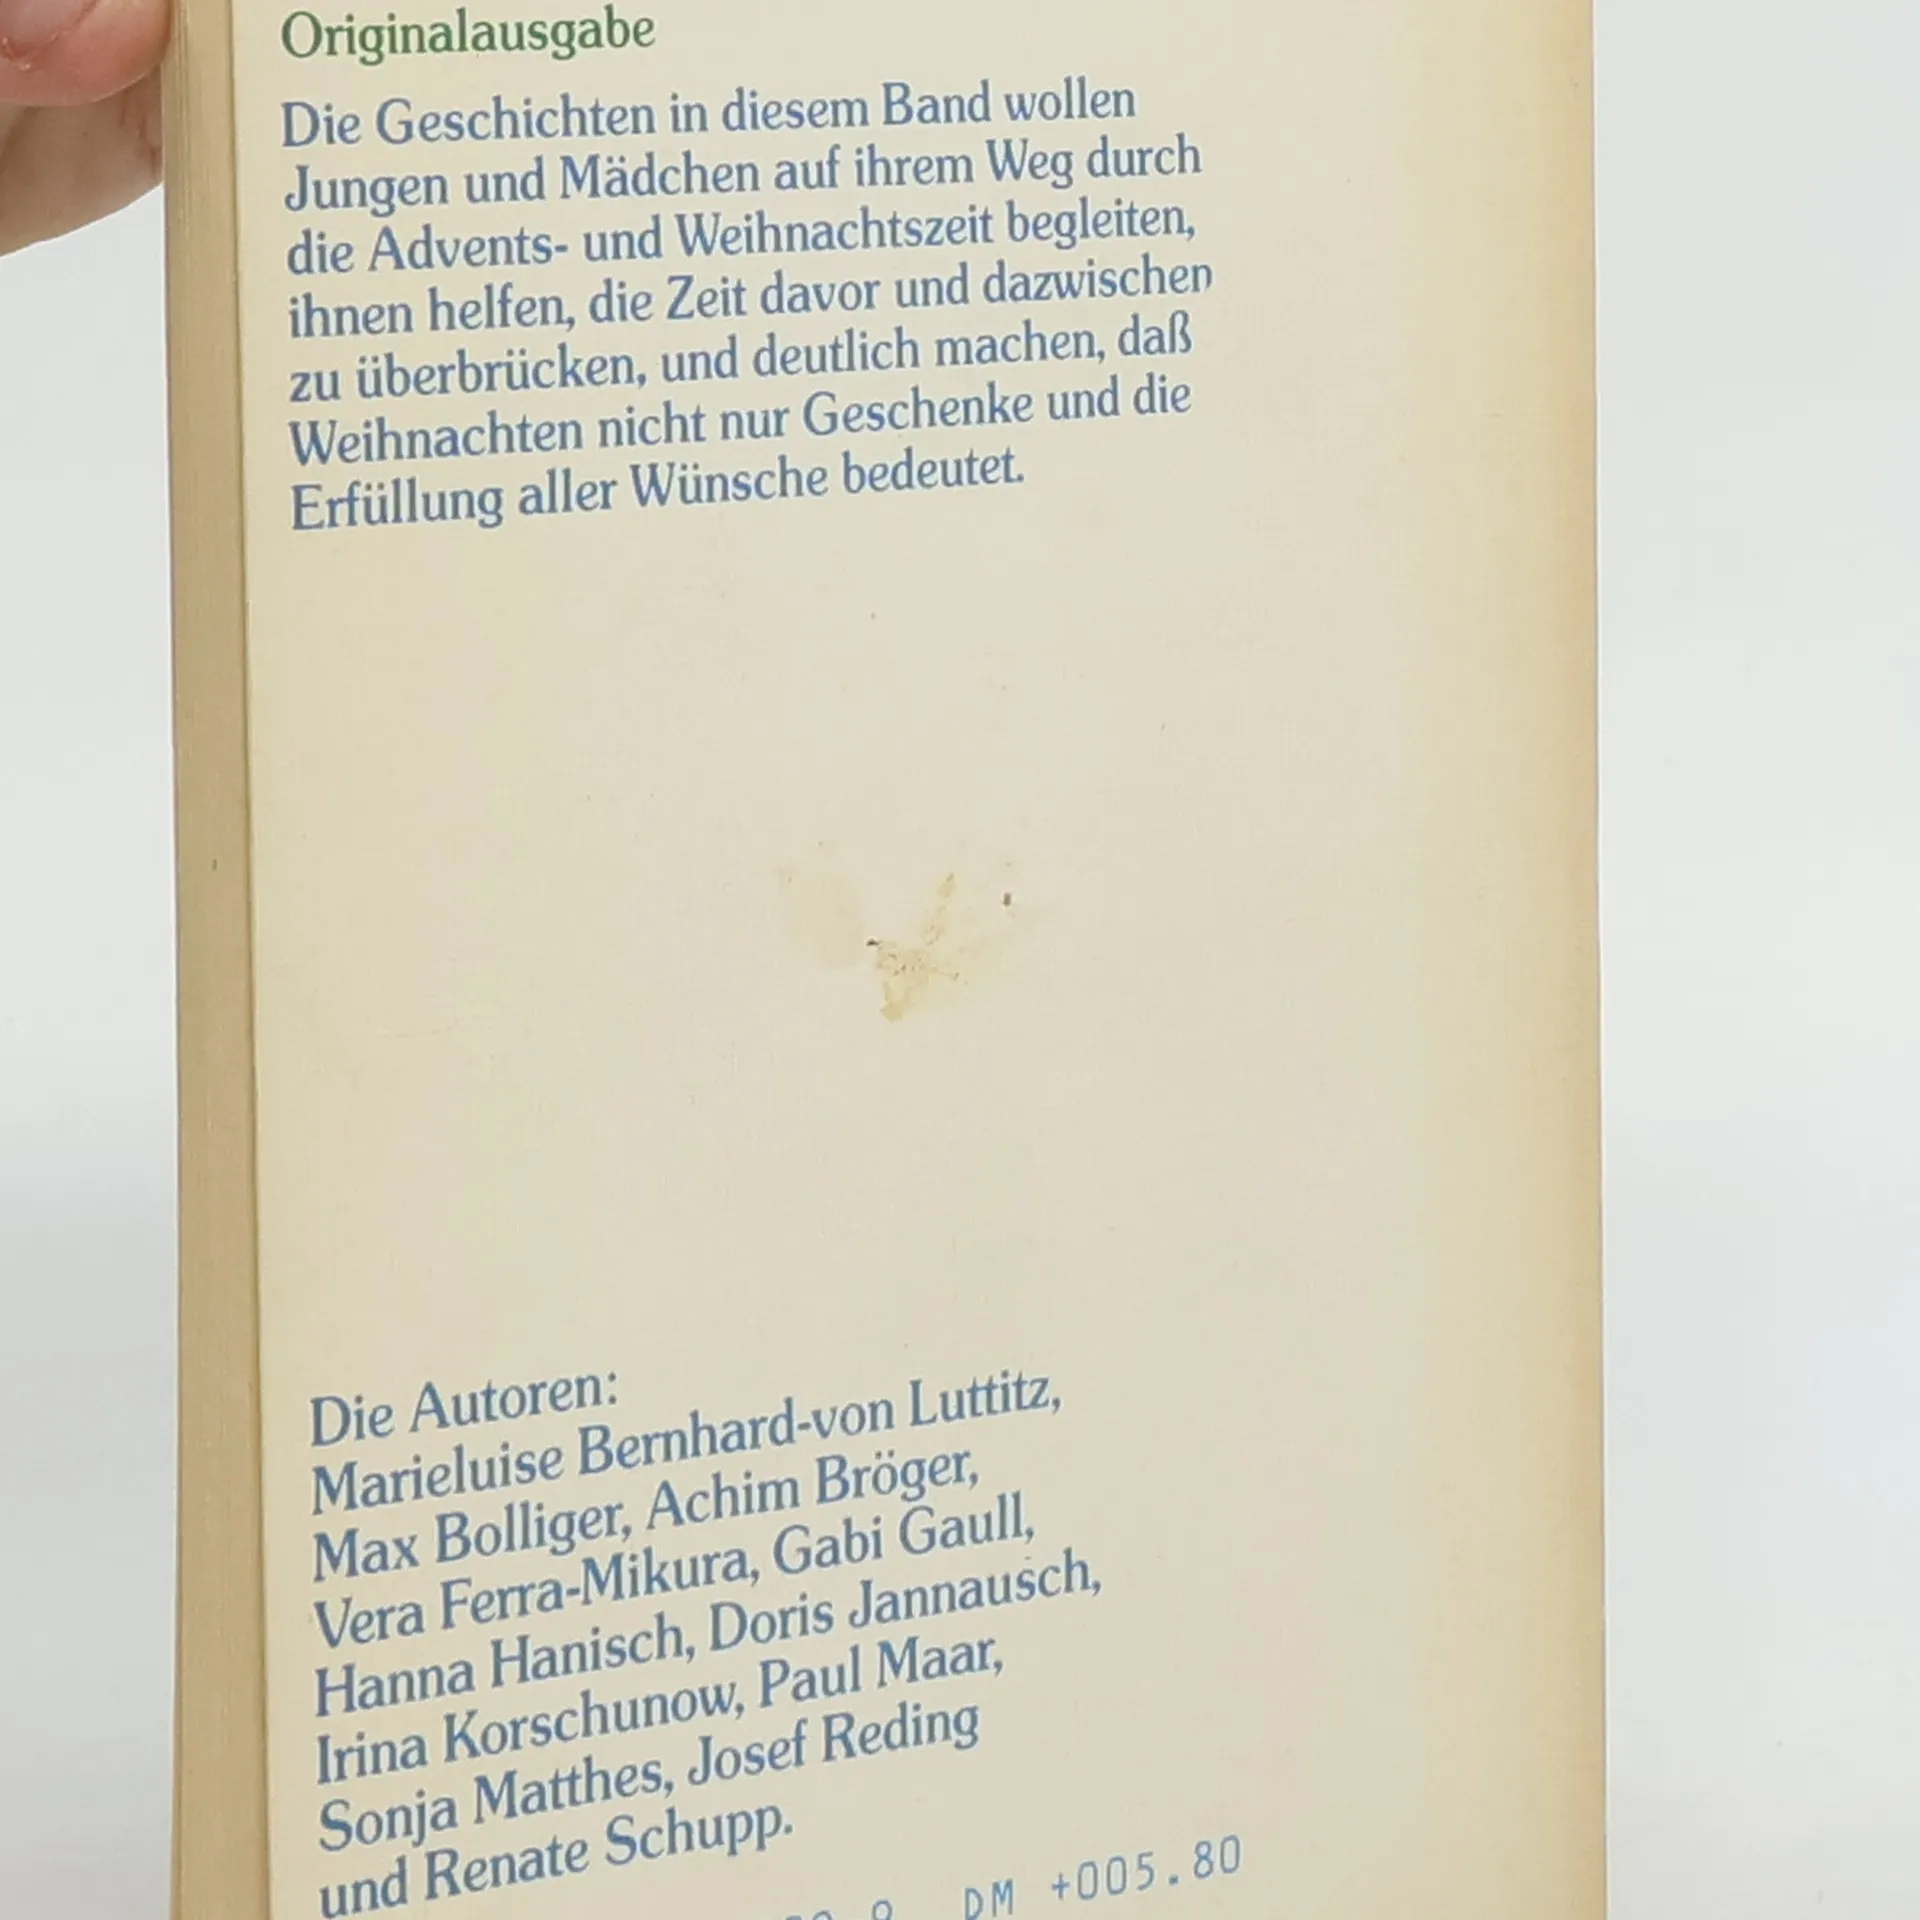 Originalausgabe
Die Geschichten in diesem Band wollen
Jungen und Mädchen auf ihrem Weg durch
die Advents- und Weihnachtszeit begleiten,
ihnen helfen, die Zeit davor und dazwischen
zu überbrücken, und deutlich machen, daß
Weihnachten nicht nur Geschenke und die
Erfüllung aller Wünsche bedeutet.
Die Autoren:
Marieluise Bernhard-von Luttitz,
Max Bolliger, Achim Bröger,
Vera Ferra-Mikura, Gabi Gaull,
Hanna Hanisch, Doris Jannausch,
Irina Korschunow, Paul Maar,
Sonja Matthes, Josef Reding
und Renate Schupp.
DM +005.80